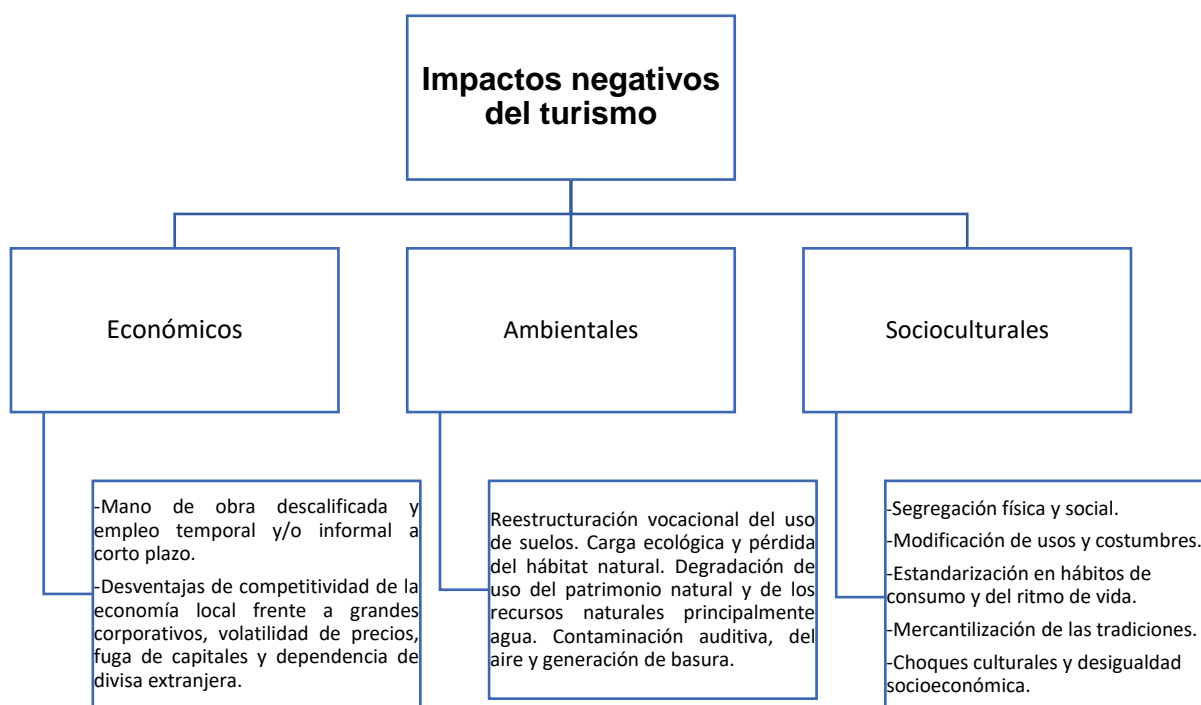 Impactos negativos
del turismo
Económicos
Ambientales
Socioculturales
-Mano de obra descalificada y
empleo temporal y/o informal a
corto plazo.
-Desventajas de competitividad de la
economía local frente a grandes
corporativos, volatilidad de precios,
fuga de capitales y dependencia de
divisa extranjera.
Reestructuración vocacional del uso
de suelos. Carga ecológica y pérdida
del hábitat natural. Degradación de
uso del patrimonio natural y de los
recursos naturales principalmente
agua. Contaminación auditiva, del
aire y generación de basura.
-Segregación física y social.
-Modificación de usos y costumbres.
-Estandarización en hábitos de
consumo y del ritmo de vida.
-Mercantilización de las tradiciones.
-Choques culturales y desigualdad
socioeconómica.